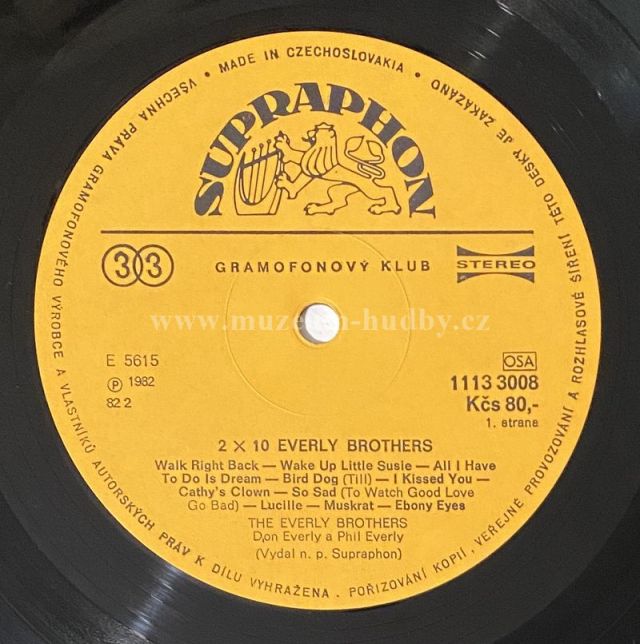 • MADE IN CZECHOSLOVAKIA •
VŠECHNA PRÁVA GRAMOFONOVÉHO VÝROBCE A VLASTNÍKŮ AUTORSKÝCH PRÁV K DÍLU VYHRAŽENA. POŘIZOVÁNÍ KOPIÍ, VEŘEJNÉ PROVOZOVÁNÍ A ROZHLASOVÉ ŠÍŘENÍ TÉTO DESKY JE ZAKÁZÁNO
SUPRAPHON
33
GRAMOFONOVÝ KLUB
STEREO
www.muzeum-hudby.cz
E 5615
Ⓟ 1982
82 2
OSA
1113 3008
Kčs 80,-
1. strana
2 × 10 EVERLY BROTHERS
Walk Right Back — Wake Up Little Susie — All I Have
To Do Is Dream — Bird Dog (Till) — I Kissed You —
Cathy's Clown — So Sad (To Watch Good Love
Go Bad) — Lucille — Muskrat — Ebony Eyes
THE EVERLY BROTHERS
Don Everly a Phil Everly
(Vydal n. p. Supraphon)